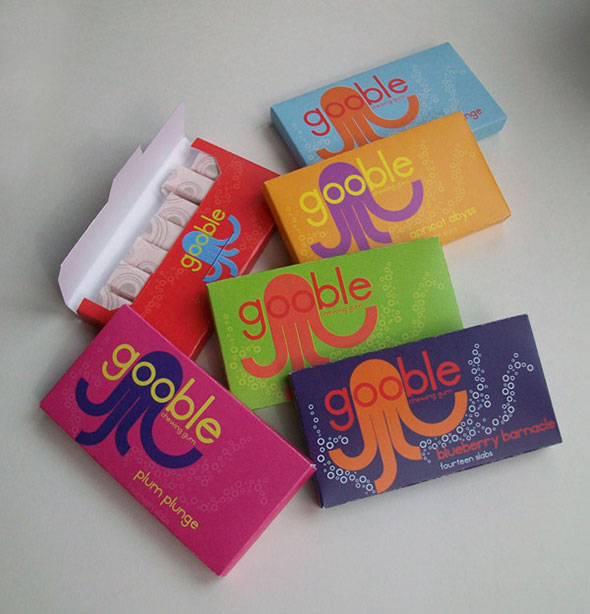 gooble
chewing gum
nge
gooble
chewing gum
apricot abyss
gooble
gooble
chewing gum
gooble
chewing gum
blueberry barnacle
fourteen slabs
gooble
chewing gum
plum plunge